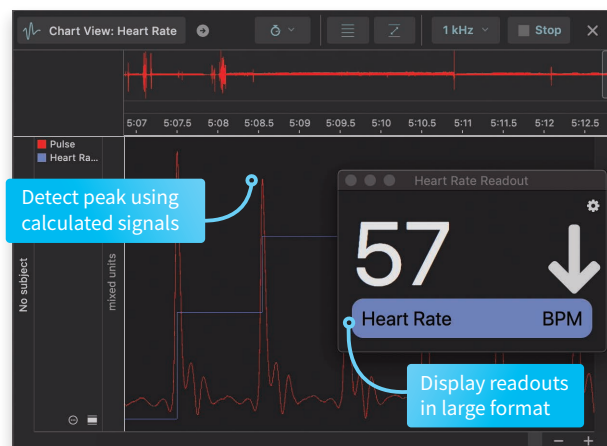 Chart View: Heart Rate
1 kHz
Stop
5:07 5:07.5 5:08 5:08.5 5:09 5:09.5 5:10 5:10.5 5:11 5:11.5 5:12 5:12.5
Pulse
Heart Ra...
Heart Rate Readout
Detect peak using
calculated signals
57
No subject
mixed units
Heart Rate BPM
Display readouts
in large format